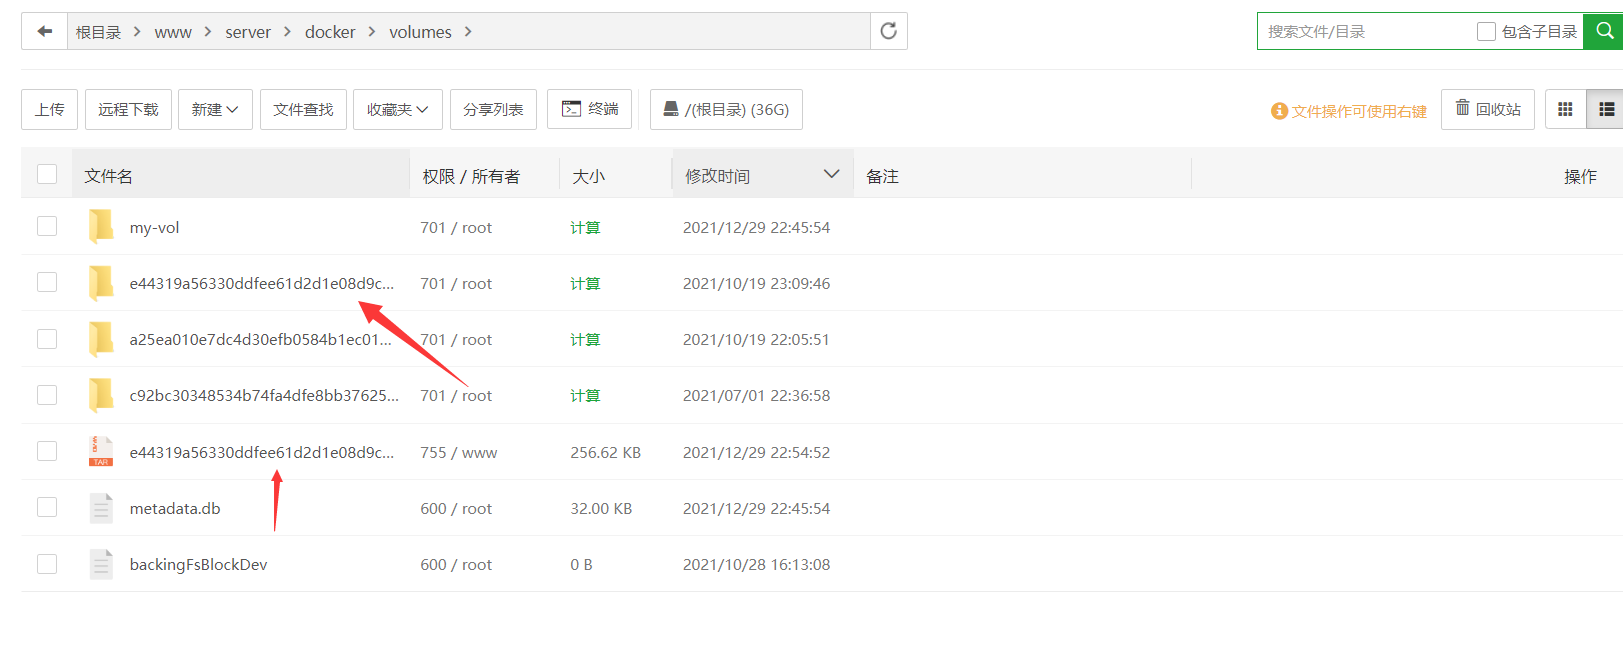 根目录 > www > server > docker > volumes >
搜索文件/目录 包含子目录
上传 远程下载 新建 文件查找 收藏夹 分享列表 终端 /(根目录) (36G) 文件操作可使用右键 回收站
文件名 权限 / 所有者 大小 修改时间 备注 操作
my-vol 701 / root 计算 2021/12/29 22:45:54
e44319a56330ddfee61d2d1e08d9c... 701 / root 计算 2021/10/19 23:09:46
a25ea010e7dc4d30efb0584b1ec01... 701 / root 计算 2021/10/19 22:05:51
c92bc30348534b74fa4dfe8bb37625... 701 / root 计算 2021/07/01 22:36:58
TAR e44319a56330ddfee61d2d1e08d9c... 755 / www 256.62 KB 2021/12/29 22:54:52
metadata.db 600 / root 32.00 KB 2021/12/29 22:45:54
backingFsBlockDev 600 / root 0 B 2021/10/28 16:13:08